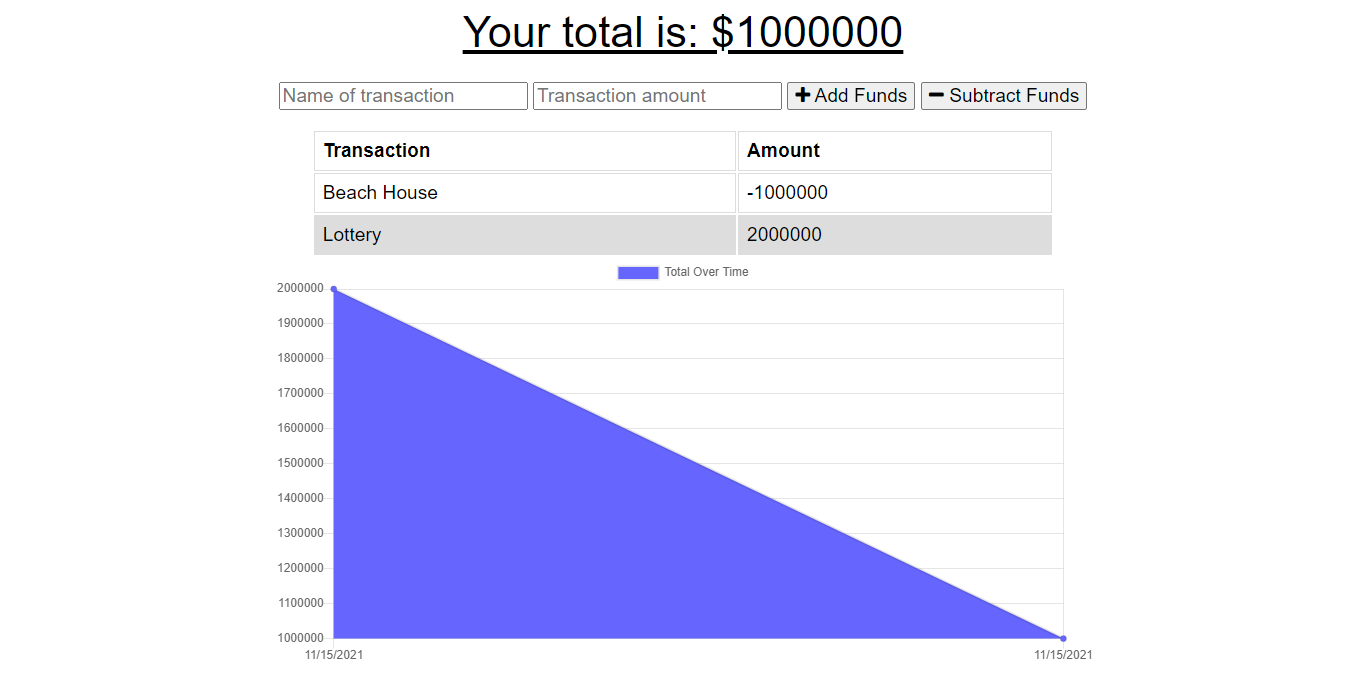 Your total is: $1000000
Name of transaction Transaction amount Add Funds Subtract Funds
Transaction Amount
Beach House -1000000
Lottery 2000000
Total Over Time
2000000
1900000
1800000
1700000
1600000
1500000
1400000
1300000
1200000
1100000
1000000
11/15/2021 11/15/2021